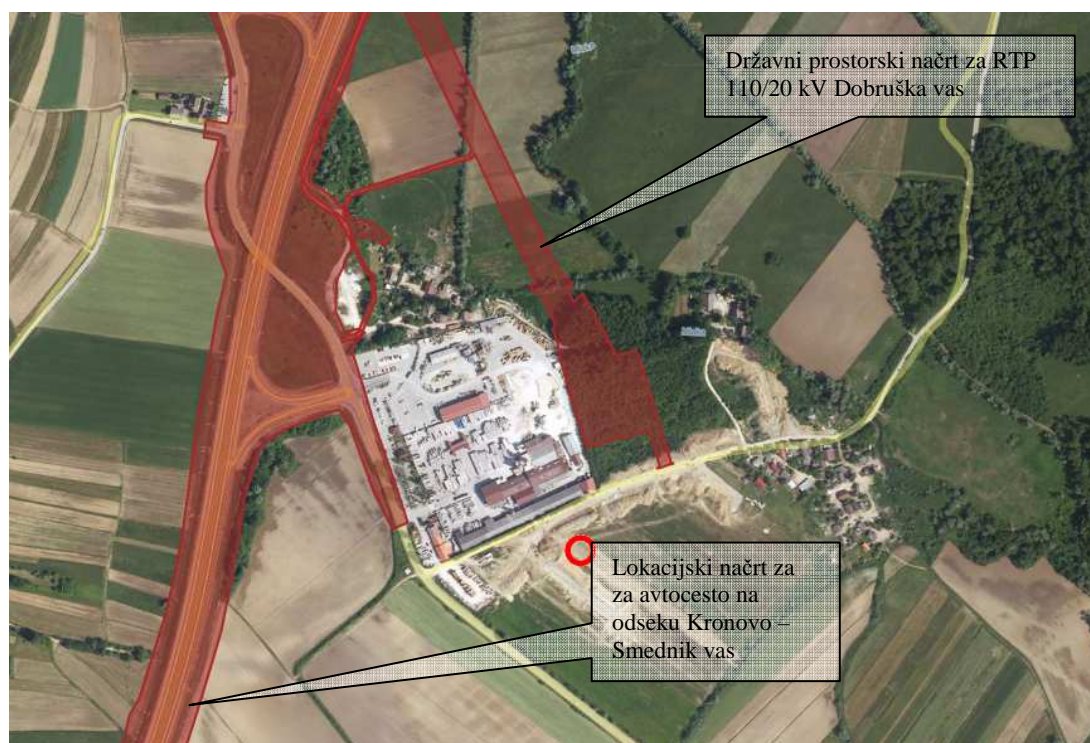 Državni prostorski načrt za RTP
110/20 kV Dobruška vas
Lokacijski načrt za
za avtocesto na
odseku Kronovo –
Smednik vas